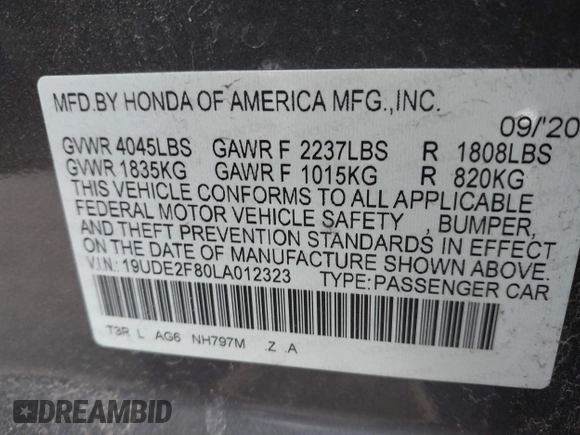 MFD.BY HONDA OF AMERICA MFG.,INC.
09/'20
GVWR 4045LBS GAWR F 2237LBS R 1808LBS
GVWR 1835KG GAWR F 1015KG R 820KG
THIS VEHICLE CONFORMS TO ALL APPLICABLE
FEDERAL MOTOR VEHICLE SAFETY , BUMPER,
AND THEFT PREVENTION STANDARDS IN EFFECT
ON THE DATE OF MANUFACTURE SHOWN ABOVE.
V.I.N.: 19UDE2F80LA012323 TYPE:PASSENGER CAR
T3R L AG6 NH797M .Z .A
DREAMBID